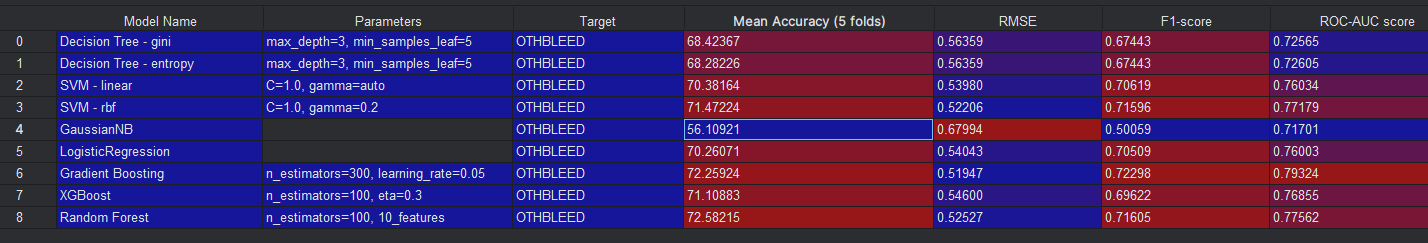 Model Name Parameters Target Mean Accuracy (5 folds) RMSE F1-score ROC-AUC score
0 Decision Tree - gini max_depth=3, min_samples_leaf=5 OTHBLEED 68.42367 0.56359 0.67443 0.72565
1 Decision Tree - entropy max_depth=3, min_samples_leaf=5 OTHBLEED 68.28226 0.56359 0.67443 0.72605
2 SVM - linear C=1.0, gamma=auto OTHBLEED 70.38164 0.53980 0.70619 0.76034
3 SVM - rbf C=1.0, gamma=0.2 OTHBLEED 71.47224 0.52206 0.71596 0.77179
4 GaussianNB OTHBLEED 56.10921 0.67994 0.50059 0.71701
5 LogisticRegression OTHBLEED 70.26071 0.54043 0.70509 0.76003
6 Gradient Boosting n_estimators=300, learning_rate=0.05 OTHBLEED 72.25924 0.51947 0.72298 0.79324
7 XGBoost n_estimators=100, eta=0.3 OTHBLEED 71.10883 0.54600 0.69622 0.76855
8 Random Forest n_estimators=100, 10_features OTHBLEED 72.58215 0.52527 0.71605 0.77562